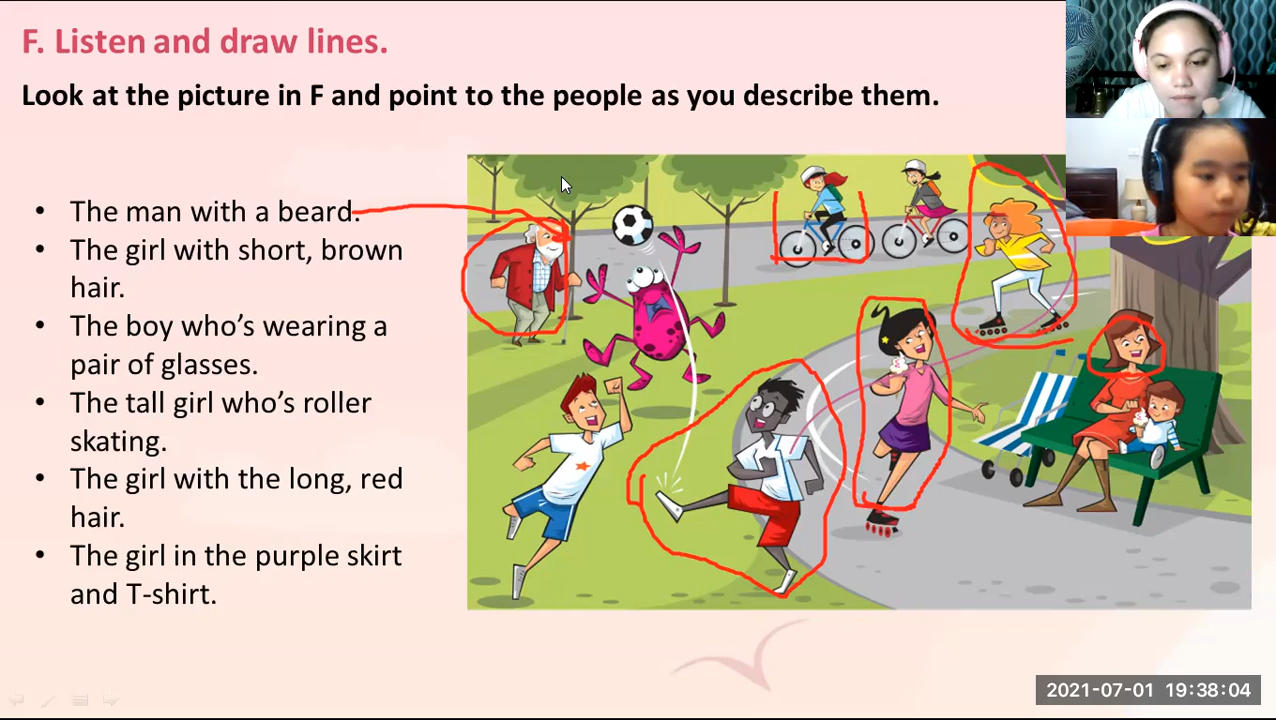 F. Listen and draw lines.
Look at the picture in F and point to the people as you describe them.
• The man with a beard.
• The girl with short, brown
hair.
• The boy who’s wearing a
pair of glasses.
• The tall girl who’s roller
skating.
• The girl with the long, red
hair.
• The girl in the purple skirt
and T-shirt.
2021-07-01 19:38:04